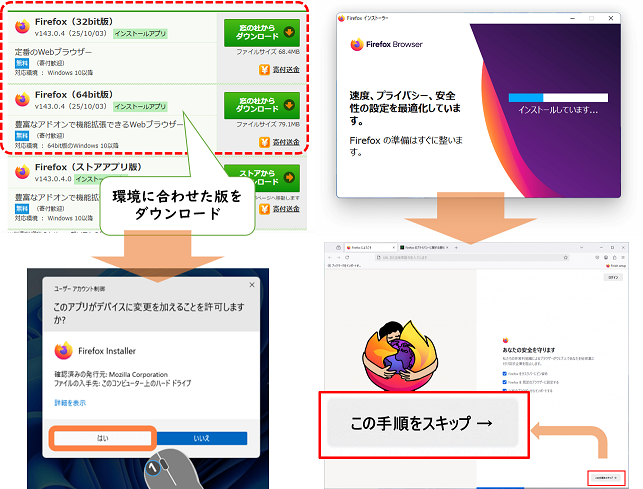 Firefox（32bit版）
v143.0.4（25/10/03） インストールアプリ
窓の杜から
ダウンロード
定番のWebブラウザー
ファイルサイズ 68.4MB
無料 （寄付歓迎）
対応環境 ： Windows 10以降
寄付送金
Firefox（64bit版）
v143.0.4（25/10/03） インストールアプリ
窓の杜から
ダウンロード
豊富なアドオンで機能拡張できるWebブラウザー
ファイルサイズ 79.1MB
無料 （寄付歓迎）
対応環境 ： 64bit版のWindows 10以降
寄付送金
Firefox（ストアアプリ版）
v143.0.4.0
ストアから
ダウンロード
豊富なアドオンで
無料 （寄付歓迎）
対応環境 ： Windows 10以降
寄付送金
環境に合わせた版を
ダウンロード
Firefox インストーラー
Firefox Browser
速度、プライバシー、安全
性の設定を最適化していま
す。
Firefox の準備はすぐに整いま
す。
インストールしています...
ユーザー アカウント制御
このアプリがデバイスに変更を加えることを許可します
か?
Firefox Installer
確認済みの発行元: Mozilla Corporation
ファイルの入手先: このコンピューター上のハード ドライブ
詳細を表示
はい
いいえ
1
ログイン
あなたの安全を守ります
この手順をスキップ →
この手順をスキップ →